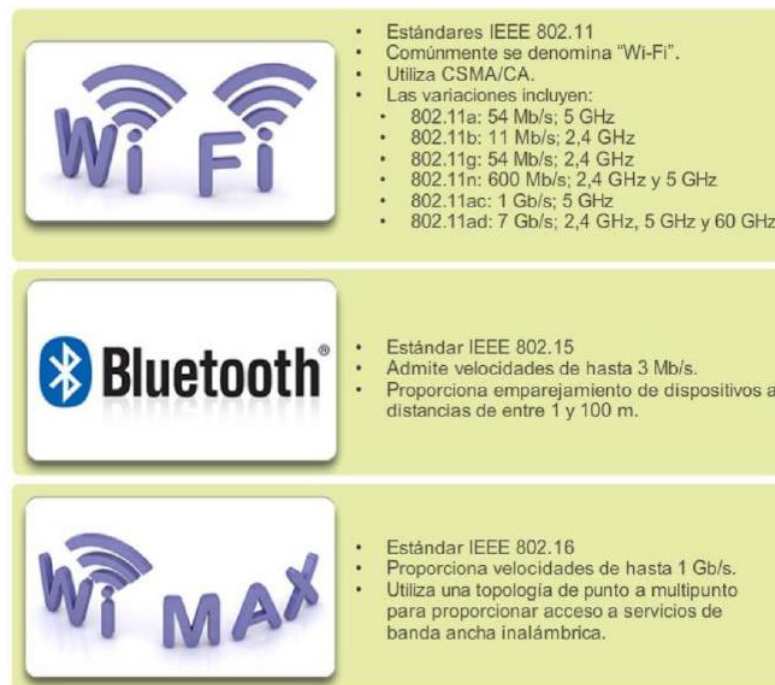 Wi Fi
• Estándares IEEE 802.11
• Comúnmente se denomina “Wi-Fi”.
• Utiliza CSMA/CA.
• Las variaciones incluyen:
• 802.11a: 54 Mb/s; 5 GHz
• 802.11b: 11 Mb/s; 2,4 GHz
• 802.11g: 54 Mb/s; 2,4 GHz
• 802.11n: 600 Mb/s; 2,4 GHz y 5 GHz
• 802.11ac: 1 Gb/s; 5 GHz
• 802.11ad: 7 Gb/s; 2,4 GHz, 5 GHz y 60 GHz
Bluetooth®
• Estándar IEEE 802.15
• Admite velocidades de hasta 3 Mb/s.
• Proporciona emparejamiento de dispositivos a
distancias de entre 1 y 100 m.
Wi MAX
• Estándar IEEE 802.16
• Proporciona velocidades de hasta 1 Gb/s.
• Utiliza una topología de punto a multipunto
para proporcionar acceso a servicios de
banda ancha inalámbrica.